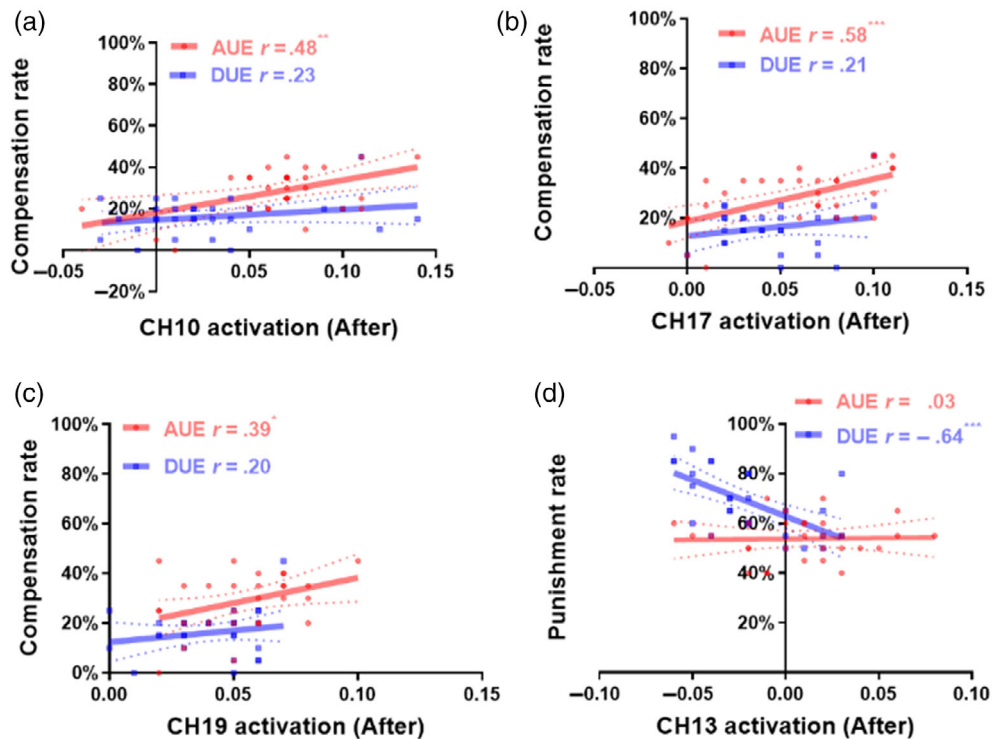 (a)
100%
80%
60%
40%
20%
–20%
–0.05
0.05
0.10
0.15
Compensation rate
AUE r = .48**
DUE r = .23
CH10 activation (After)
(b)
100%
80%
60%
40%
20%
–0.05
0.00
0.05
0.10
0.15
Compensation rate
AUE r = .58***
DUE r = .21
CH17 activation (After)
(c)
100%
80%
60%
40%
20%
0%
0.00
0.05
0.10
0.15
Compensation rate
AUE r = .39*
DUE r = .20
CH19 activation (After)
(d)
100%
80%
60%
40%
20%
–0.10
–0.05
0.00
0.05
0.10
Punishment rate
AUE r = .03
DUE r = – .64***
CH13 activation (After)